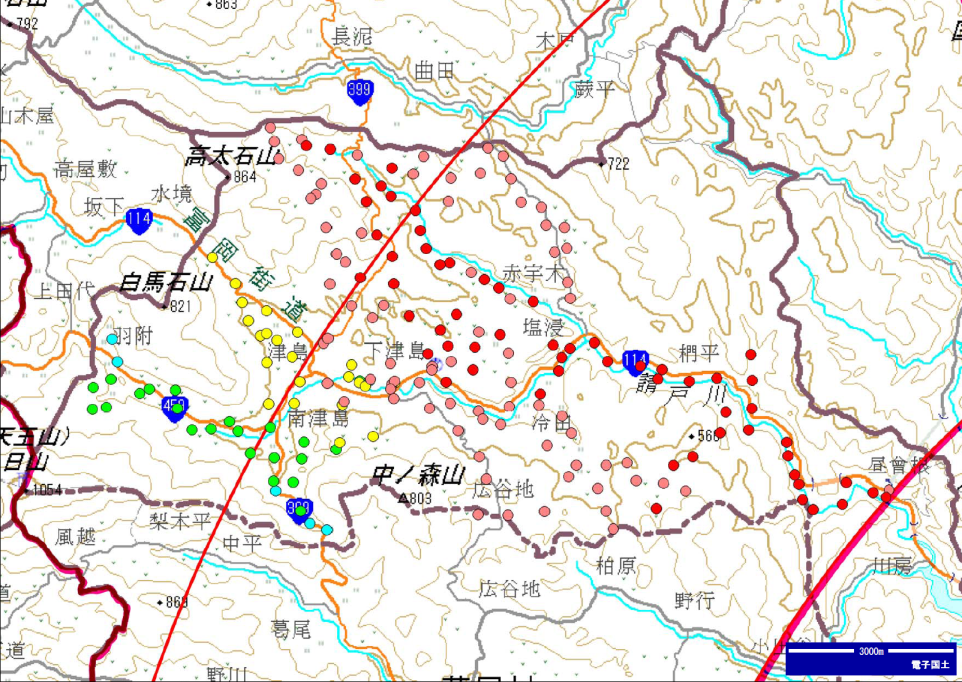 792
863
長泥
木戸
曲田
399
蕨平
山木屋
722
高太石山
864
高屋敷
水境
坂下
114
富岡街道
赤宇木
白馬石山
821
上田代
羽附
塩浸
津島
下津島
114
椚平
請戸川
459
南津島
冷田
568
天王山)
日山
中ノ森山
803
昼曽根
1054
広谷地
399
梨木平
風越
中平
柏原
川房
広谷地
野行
869
葛尾
野川
3000m
電子国土